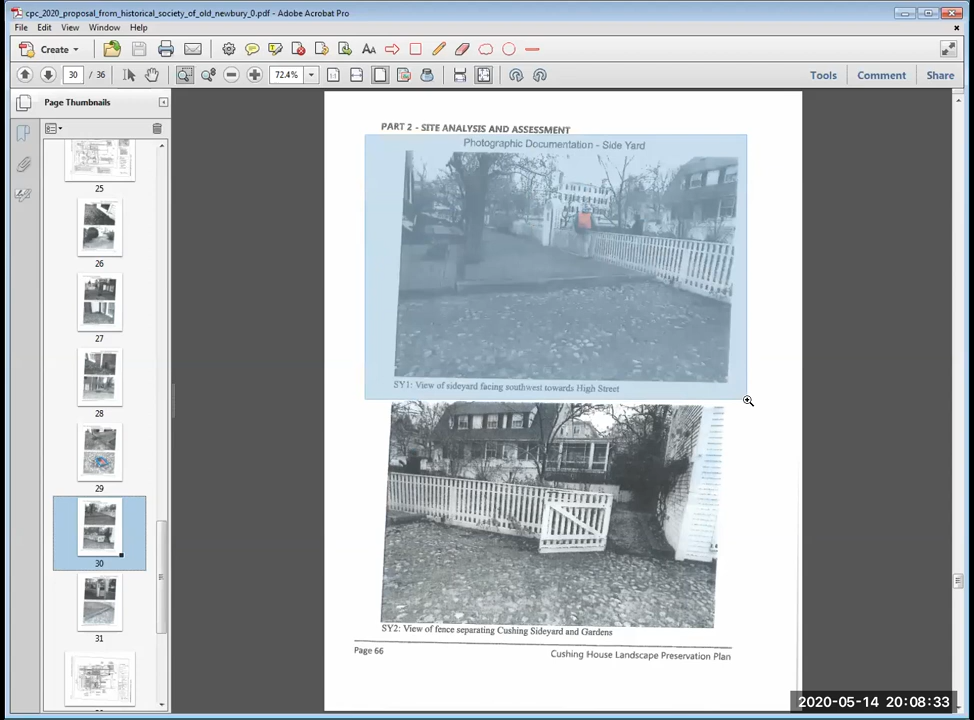 cpc_2020_proposal_from_historical_society_of_old_newbury_0.pdf - Adobe Acrobat Pro
File Edit View Window Help
Create
30 / 36 72.4% Tools Comment Share
Page Thumbnails
25
26
27
28
29
30
31
PART 2 - SITE ANALYSIS AND ASSESSMENT
Photographic Documentation - Side Yard
SY1: View of sideyard facing southwest towards High Street
SY2: View of fence separating Cushing Sideyard and Gardens
Page 66
Cushing House Landscape Preservation Plan
2020-05-14 20:08:33